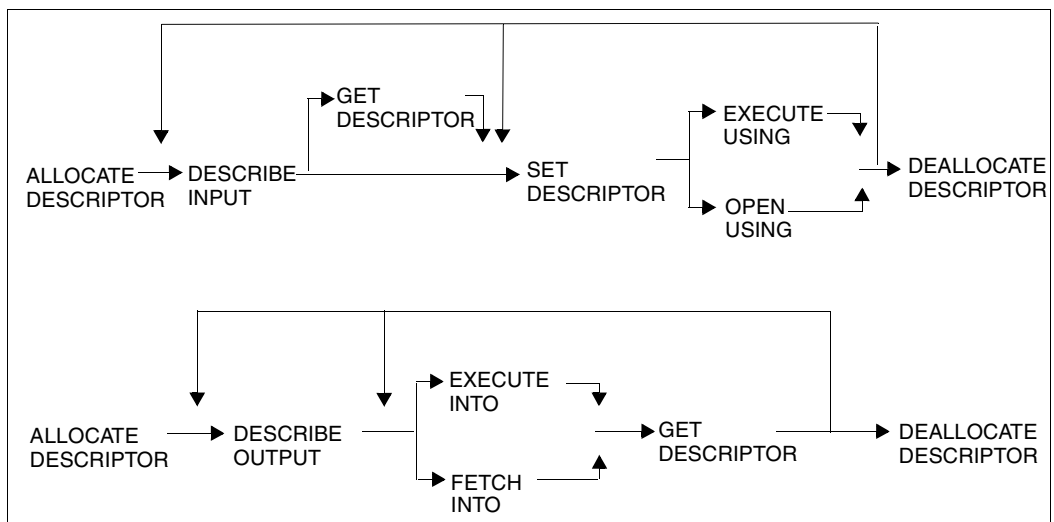 GET
DESCRIPTOR
EXECUTE
USING
ALLOCATE
DESCRIPTOR
DESCRIBE
INPUT
SET
DESCRIPTOR
DEALLOCATE
DESCRIPTOR
OPEN
USING
EXECUTE
INTO
ALLOCATE
DESCRIPTOR
DESCRIBE
OUTPUT
GET
DESCRIPTOR
DEALLOCATE
DESCRIPTOR
FETCH
INTO